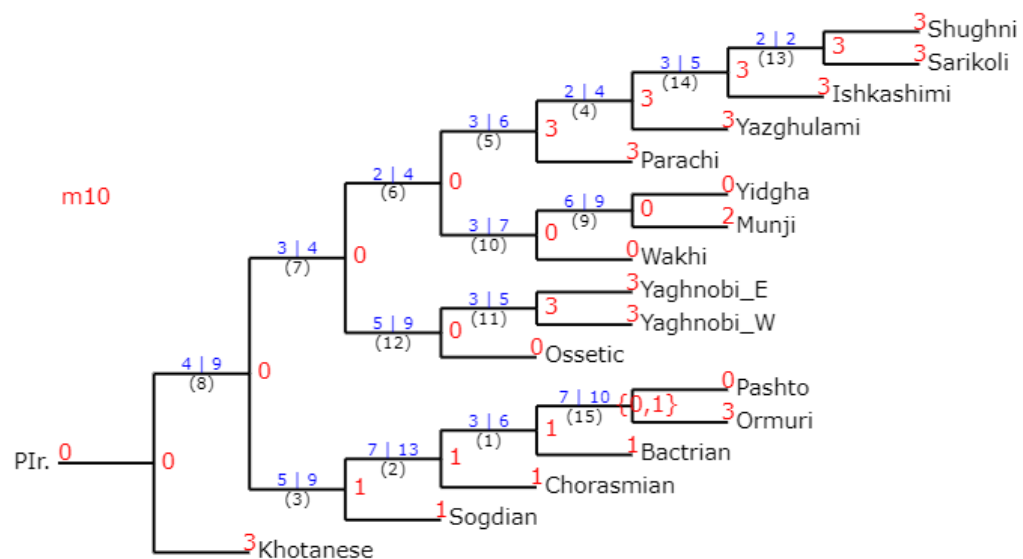 3 Shughni
2 | 2
(13)
3
3 Sarikoli
3 | 5
(14)
3
3 Ishkashimi
2 | 4
(4)
3
3 Yazghulami
3 | 6
(5)
3
3 Parachi
2 | 4
(6)
0
0 Yidgha
6 | 9
(9)
0
2 Munji
m10
3 | 7
(10)
0
0 Wakhi
3 | 4
(7)
0
3 Yaghnobi_E
3 | 5
(11)
3
3 Yaghnobi_W
5 | 9
(12)
0
0 Ossetic
4 | 9
(8)
0
0 Pashto
7 | 10
(15)
{0,1}
3 Ormuri
3 | 6
(1)
1
1 Bactrian
7 | 13
(2)
1
1 Chorasmian
PIr. 0
0
5 | 9
(3)
1
1 Sogdian
3 Khotanese